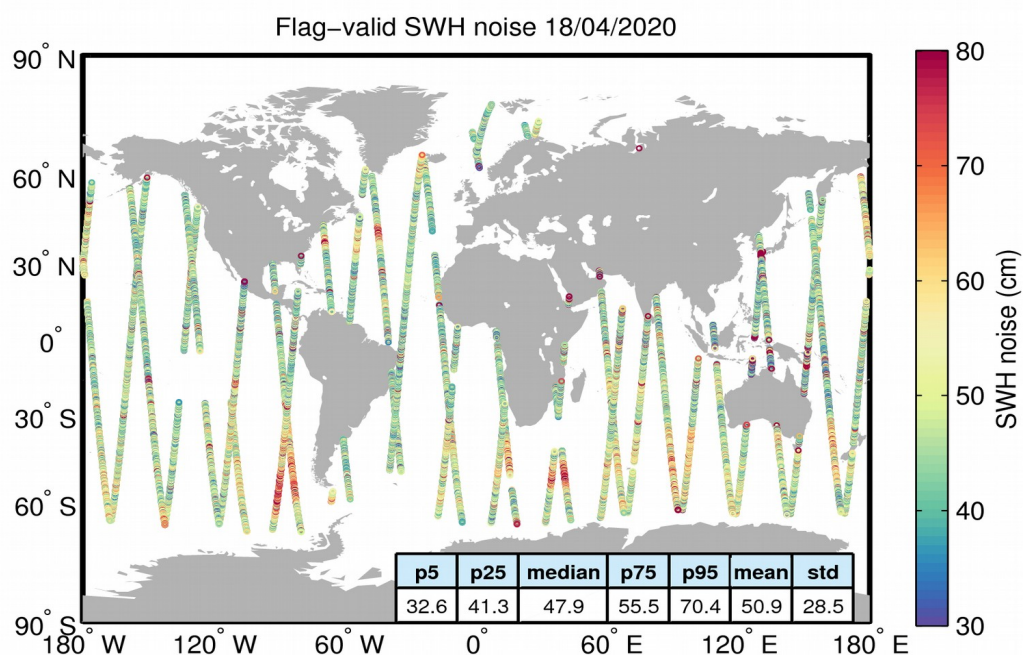 Flag−valid SWH noise 18/04/2020
90° N
60° N
30° N
0°
30° S
60° S
90° S
180° W
120° W
60° W
0°
60° E
120° E
180° E
p5 p25 median p75 p95 mean std
32.6 41.3 47.9 55.5 70.4 50.9 28.5
80
70
60
50
40
30
SWH noise (cm)